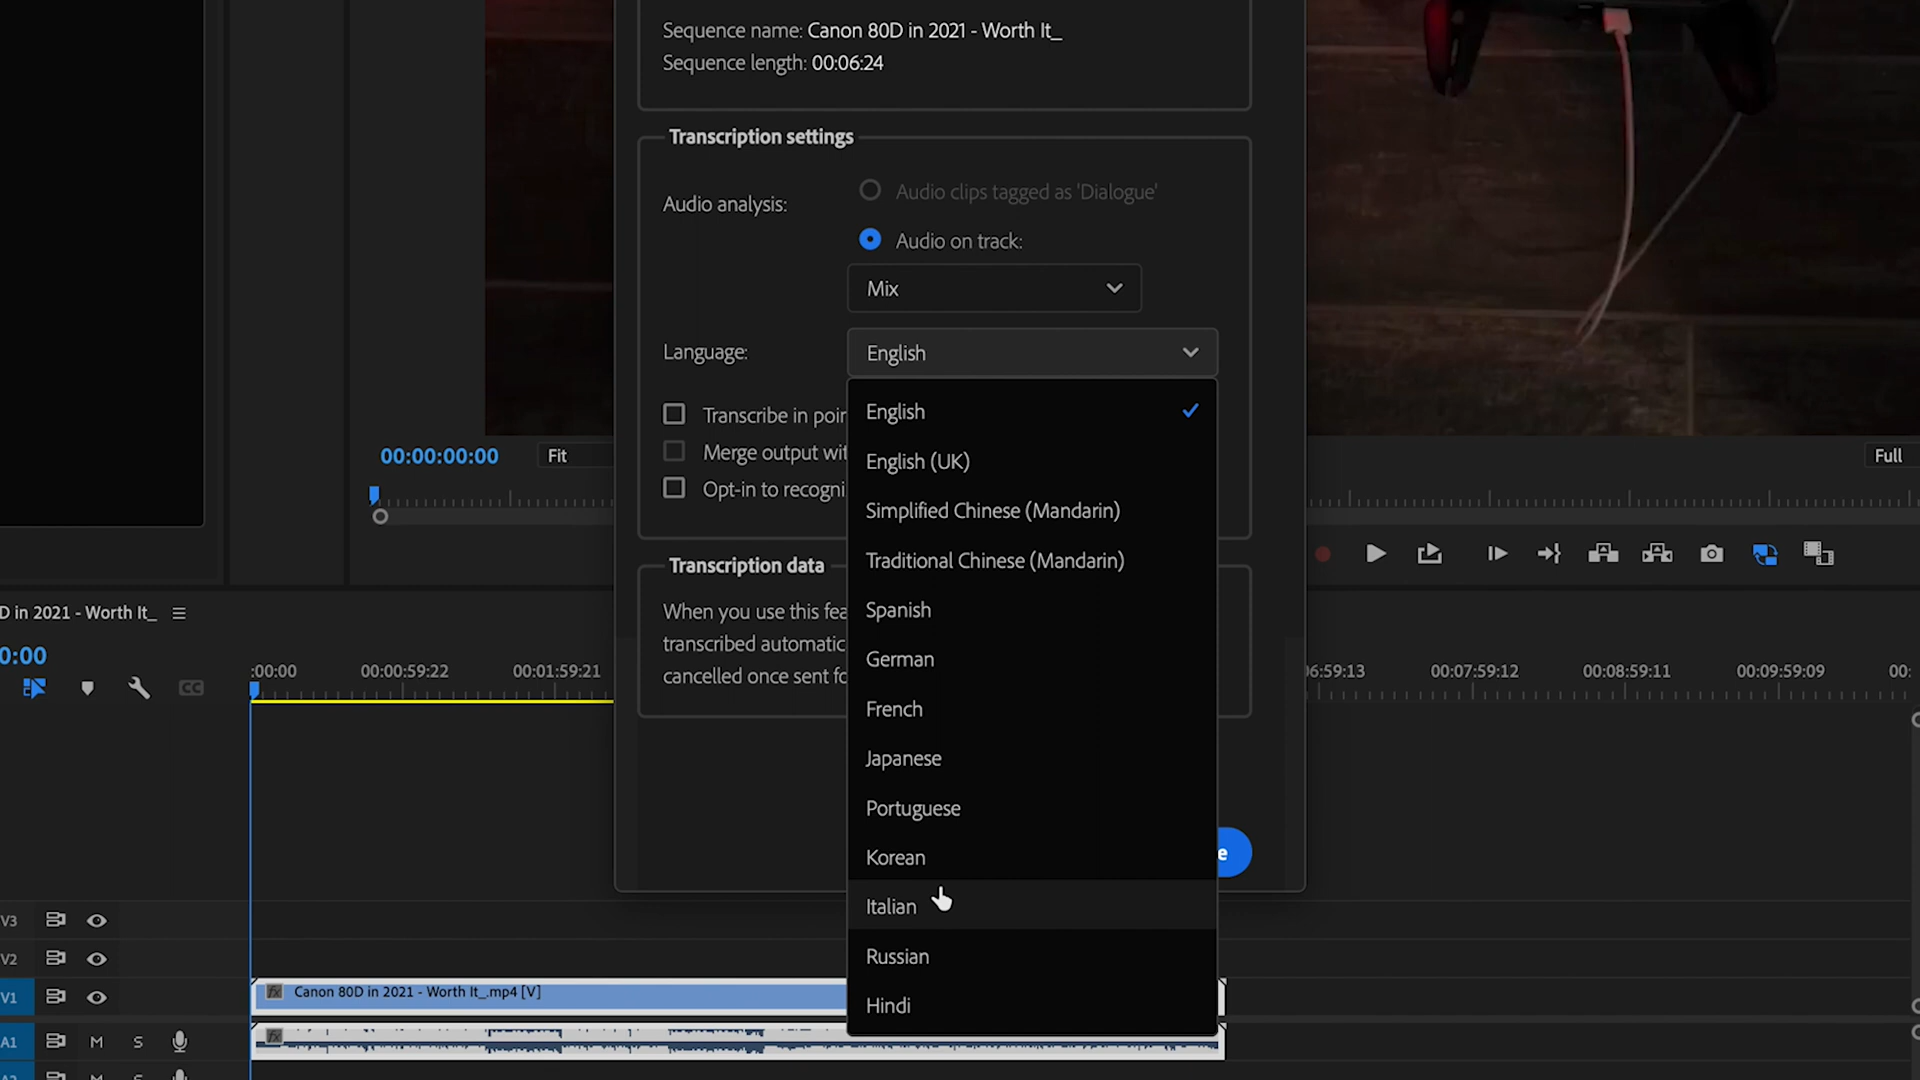 Sequence name: Canon 80D in 2021 - Worth It_
Sequence length: 00:06:24
Transcription settings
Audio analysis:
Audio clips tagged as 'Dialogue'
Audio on track:
Mix
Language:
English
English
English (UK)
Simplified Chinese (Mandarin)
Traditional Chinese (Mandarin)
Spanish
German
French
Japanese
Portuguese
Korean
Italian
Russian
Hindi
Transcribe in poin
Merge output wit
Opt-in to recogni
Transcription data
When you use this fea
transcribed automatic
cancelled once sent fo
e
00:00:00:00
Fit
Full
D in 2021 - Worth It_
0:00
:00:00
00:00:59:22
00:01:59:21
6:59:13
00:07:59:12
00:08:59:11
00:09:59:09
00:
V3
V2
V1
fx Canon 80D in 2021 - Worth It_.mp4 [V]
A1
M
S
fx